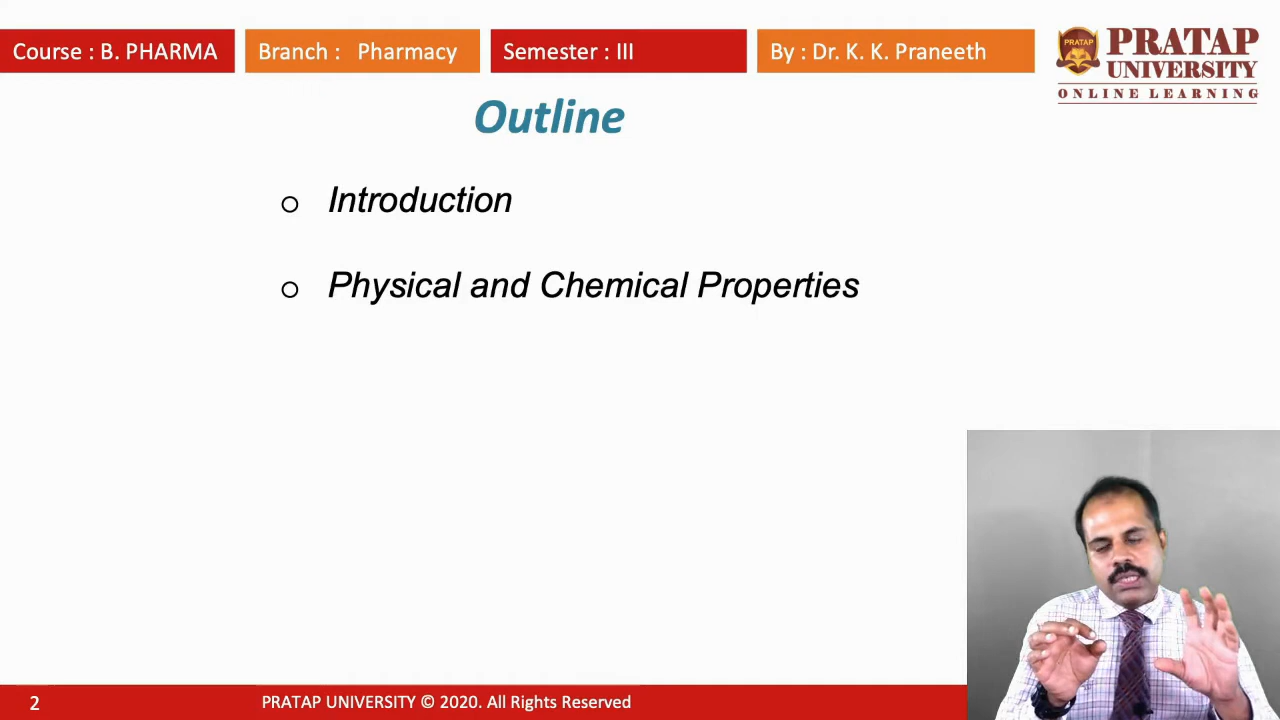 Course : B. PHARMA
Branch : Pharmacy
Semester : III
By : Dr. K. K. Praneeth
PRATAP
PRATAP
UNIVERSITY
ONLINE LEARNING
Outline
Introduction
Physical and Chemical Properties
2
PRATAP UNIVERSITY © 2020. All Rights Reserved